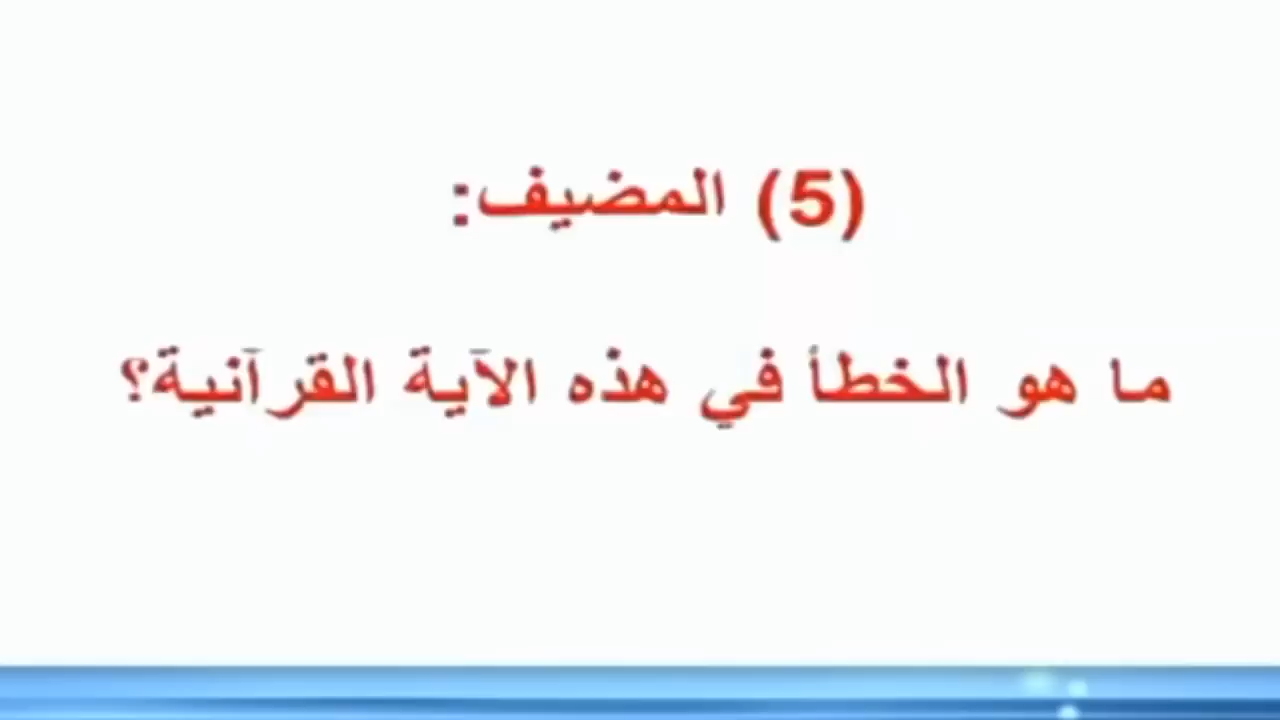 (5) المضيف:
ما هو الخطأ في هذه الآية القرآنية؟